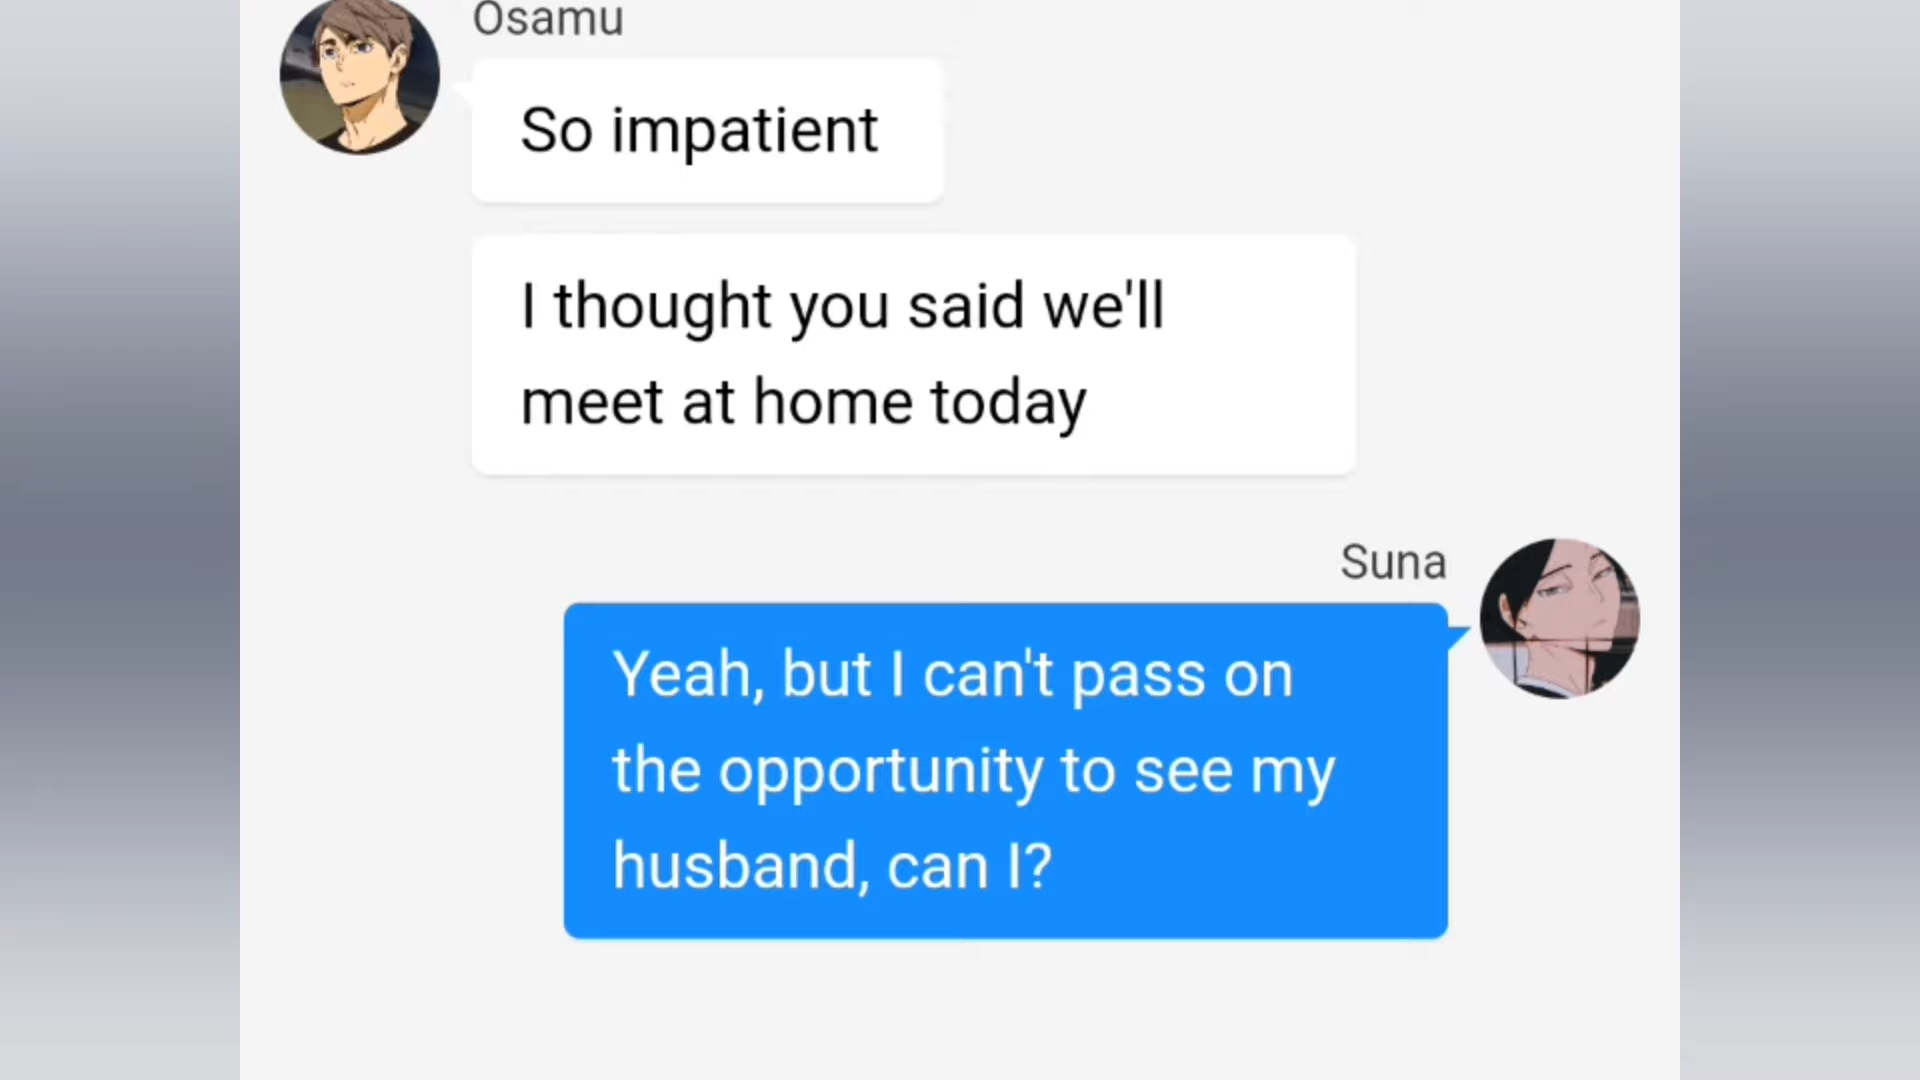 Osamu
So impatient
I thought you said we'll
meet at home today
Suna
Yeah, but I can't pass on
the opportunity to see my
husband, can I?